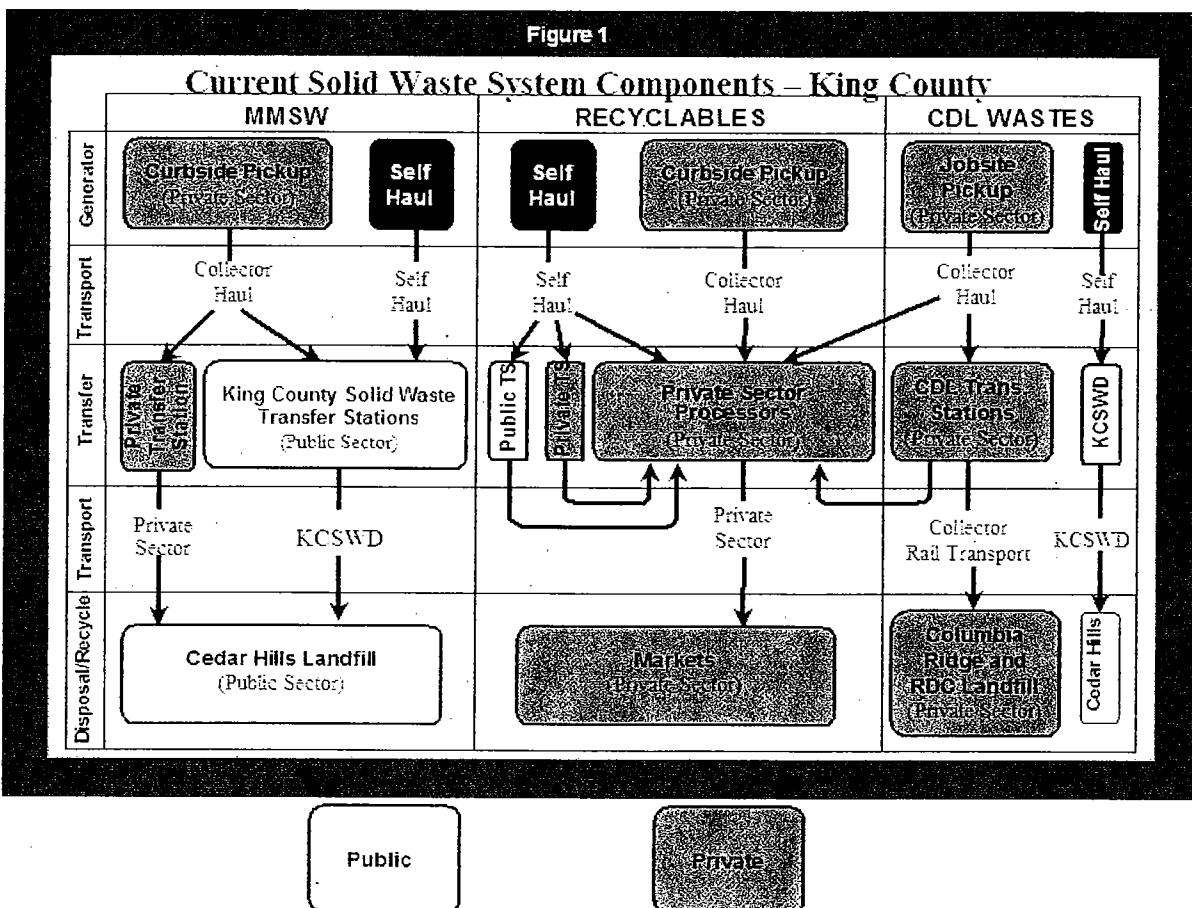 Figure 1
Current Solid Waste System Components – King County
MMSW
RECYCLABLES
CDL WASTES
Generator
Curbside Pickup
(Private Sector)
Self
Haul
Self
Haul
Curbside Pickup
(Private Sector)
Jobsite
Pickup
(Private Sector)
Self Haul
Transport
Collector
Haul
Self
Haul
Self
Haul
Collector
Haul
Collector
Haul
Self
Haul
Transfer
Private
Transfer
Station
King County Solid Waste
Transfer Stations
(Public Sector)
Public TS
Private TS
Private Sector
Processors
(Private Sector)
CDL Trans
Stations
(Private Sector)
KCSWD
Transport
Private
Sector
KCSWD
Private
Sector
Collector
Rail Transport
KCSWD
Disposal/Recycle
Cedar Hills Landfill
(Public Sector)
Markets
(Private Sector)
Columbia
Ridge and
RDC Landfill
(Private Sector)
Cedar Hills
Public
Private